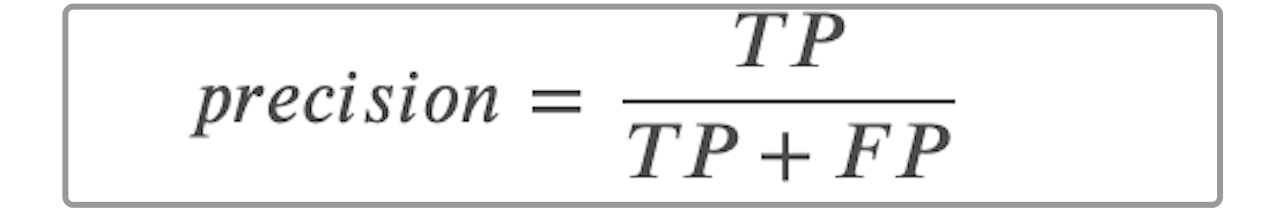 precision = TP / TP + FP